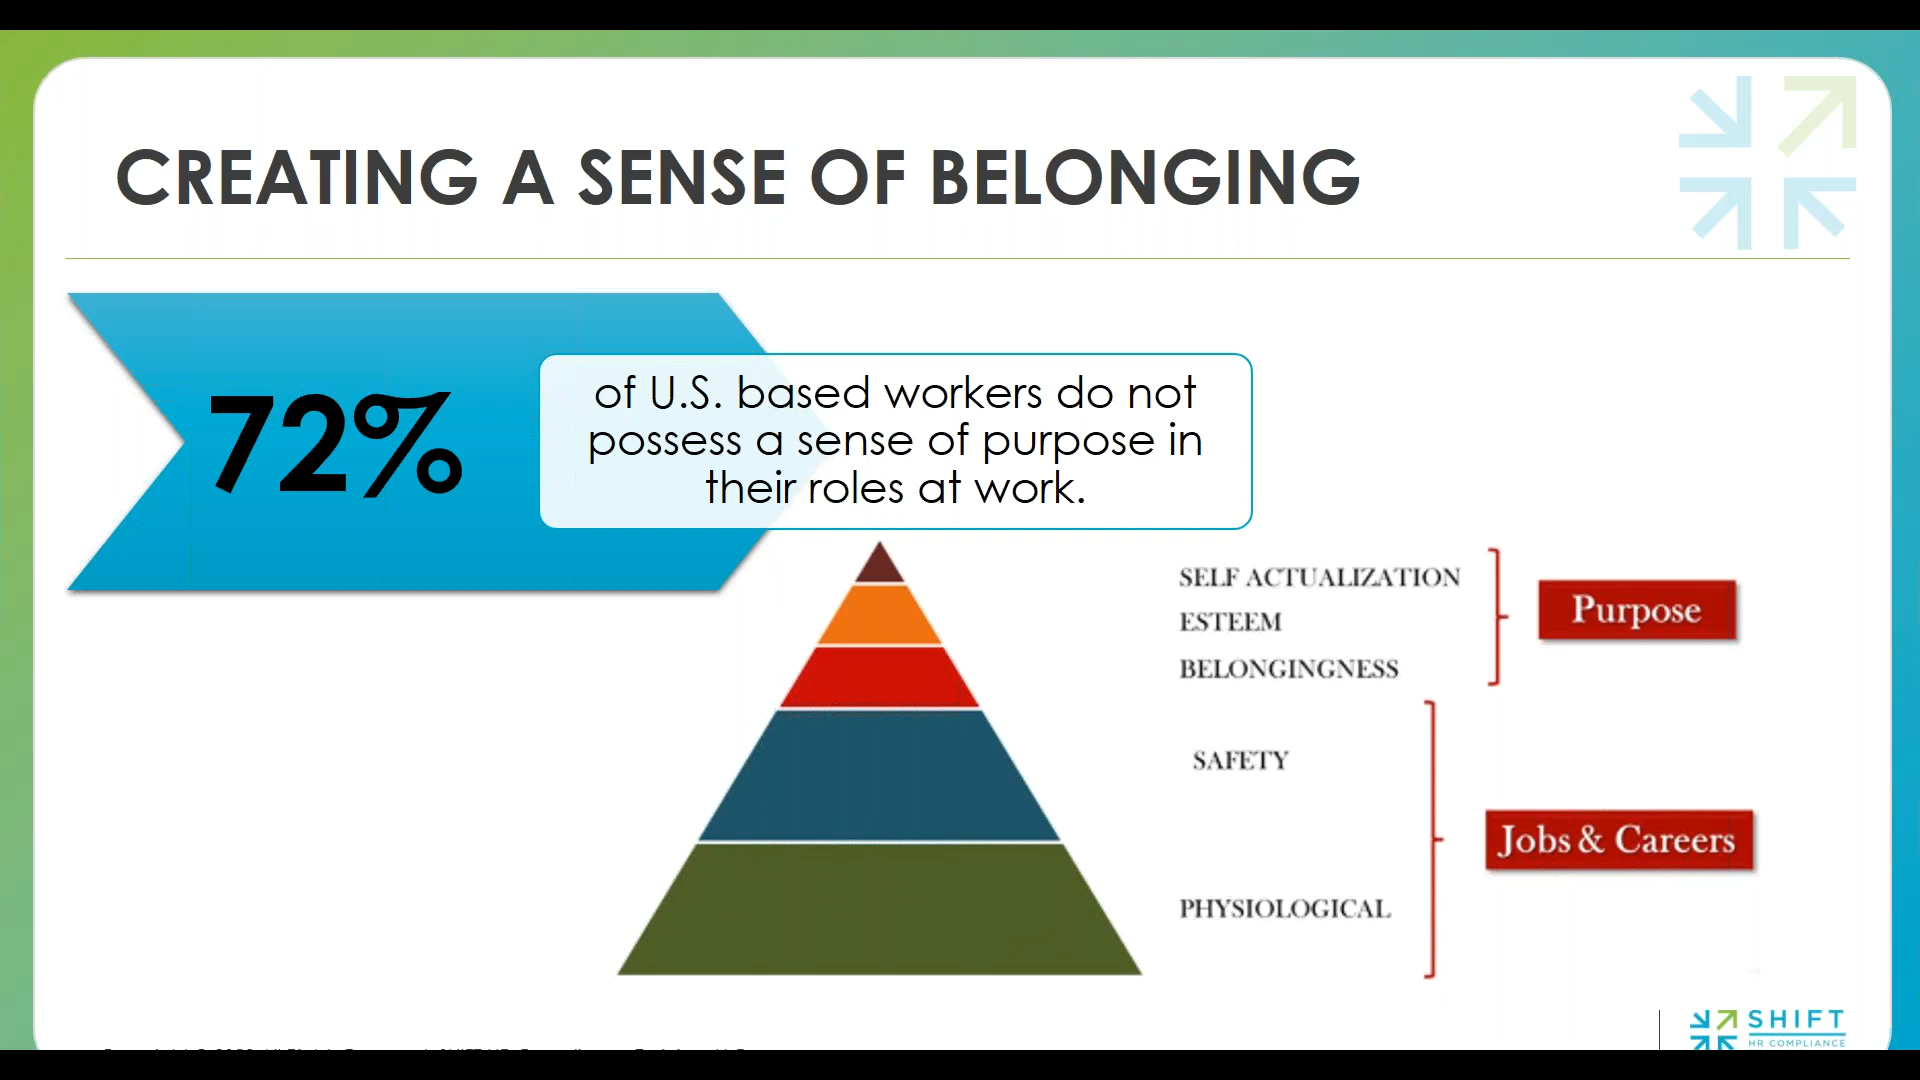 CREATING A SENSE OF BELONGING
72%
of U.S. based workers do not
possess a sense of purpose in
their roles at work.
SELF ACTUALIZATION
ESTEEM
BELONGINGNESS
Purpose
SAFETY
PHYSIOLOGICAL
Jobs & Careers
SHIFT
HR COMPLIANCE